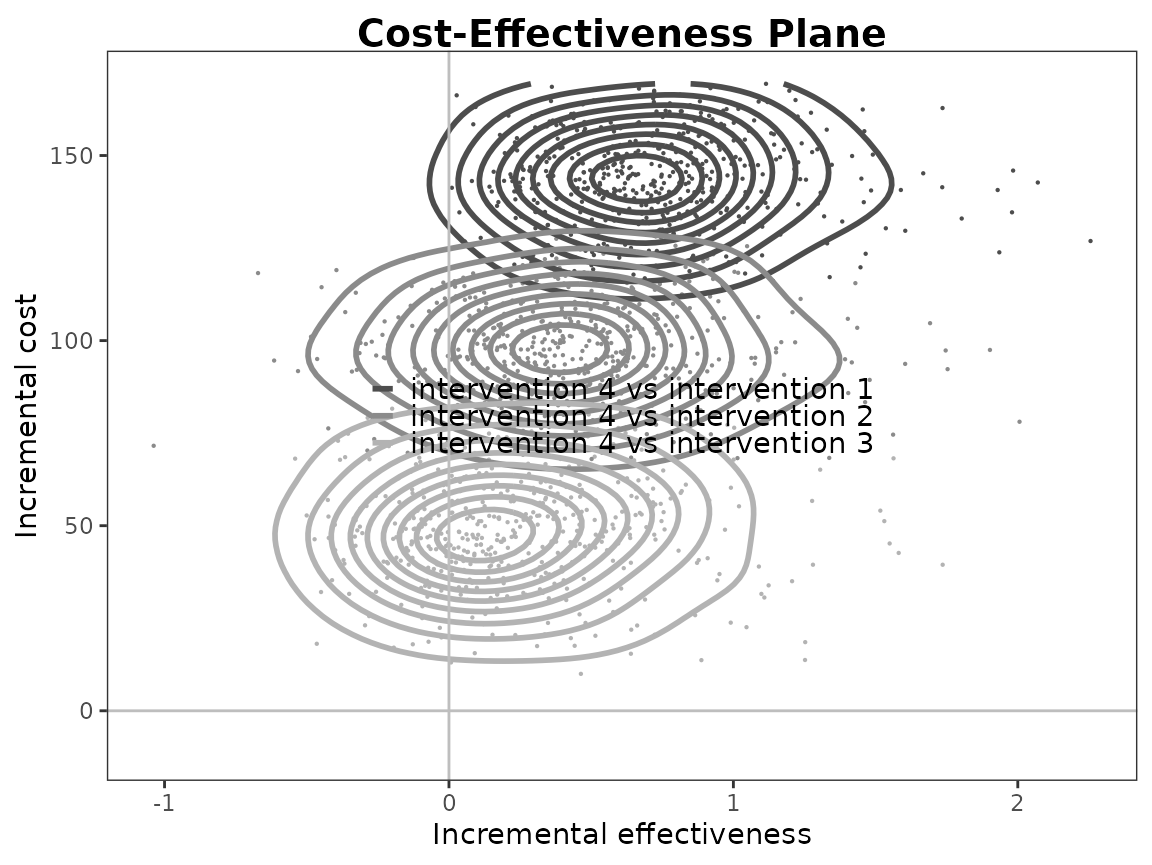 Cost-Effectiveness Plane
Incremental cost
150
100
50
0
intervention 4 vs intervention 1
intervention 4 vs intervention 2
intervention 4 vs intervention 3
-1 0 1 2
Incremental effectiveness